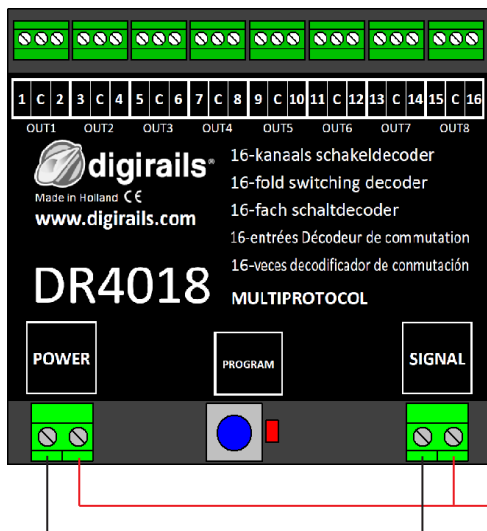 1 C 2 3 C 4 5 C 6 7 C 8 9 C 10 11 C 12 13 C 14 15 C 16
OUT1 OUT2 OUT3 OUT4 OUT5 OUT6 OUT7 OUT8
digirails®
Made in Holland CE
www.digirails.com
16-kanaals schakeldecoder
16-fold switching decoder
16-fach schaltdecoder
16-entrées Décodeur de commutation
16-veces decodificador de conmutación
DR4018
MULTIPROTOCOL
POWER
PROGRAM
SIGNAL